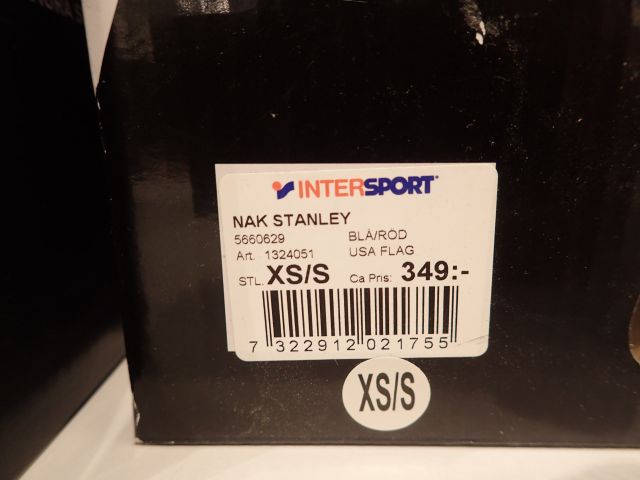 INTERSPORT
NAK STANLEY
5660629 BLÅ/RÖD
Art. 1324051 USA FLAG
STL. XS/S Ca Pris: 349:-
7 322912 021755
XS/S